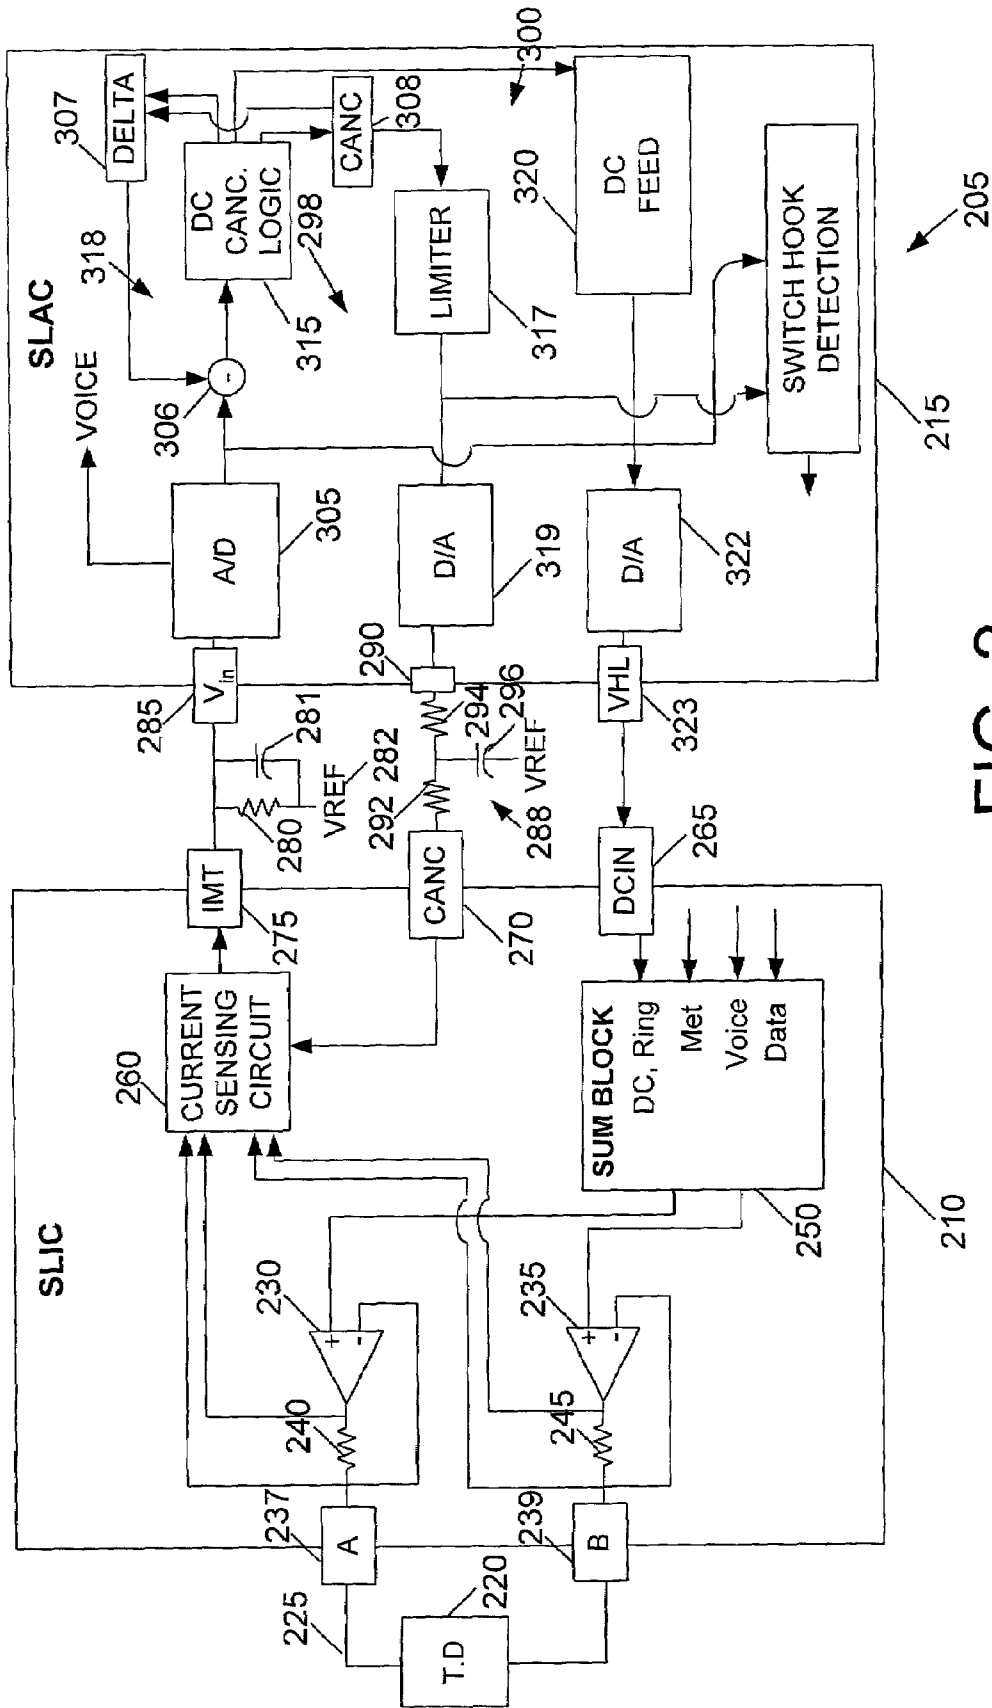 SLAC
VOICE
318
307
DELTA
306
-
DC
CANC.
LOGIC
315
298
CANC
308
300
A/D
305
LIMITER
317
320
DC
FEED
D/A
319
D/A
322
SWITCH HOOK
DETECTION
215
205
285
Vin
281
280
VREF
282
290
294
296
292
VREF
288
VHL
323
SLIC
260
CURRENT
SENSING
CIRCUIT
IMT
275
CANC
270
DCIN
265
SUM BLOCK
DC, Ring
Met
Voice
Data
250
210
230
+
-
240
235
+
-
245
237
A
239
B
225
220
T.D